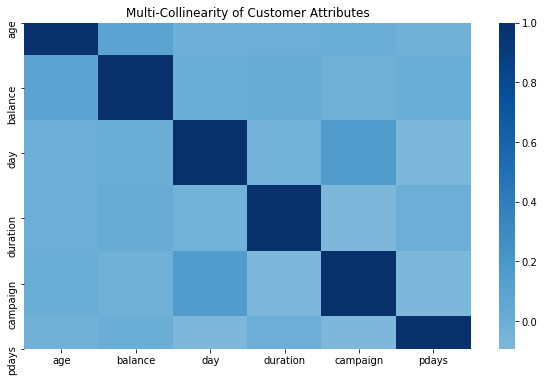 Multi-Collinearity of Customer Attributes
age
balance
day
duration
campaign
pdays
age balance day duration campaign pdays
1.0
0.8
0.6
0.4
0.2
0.0